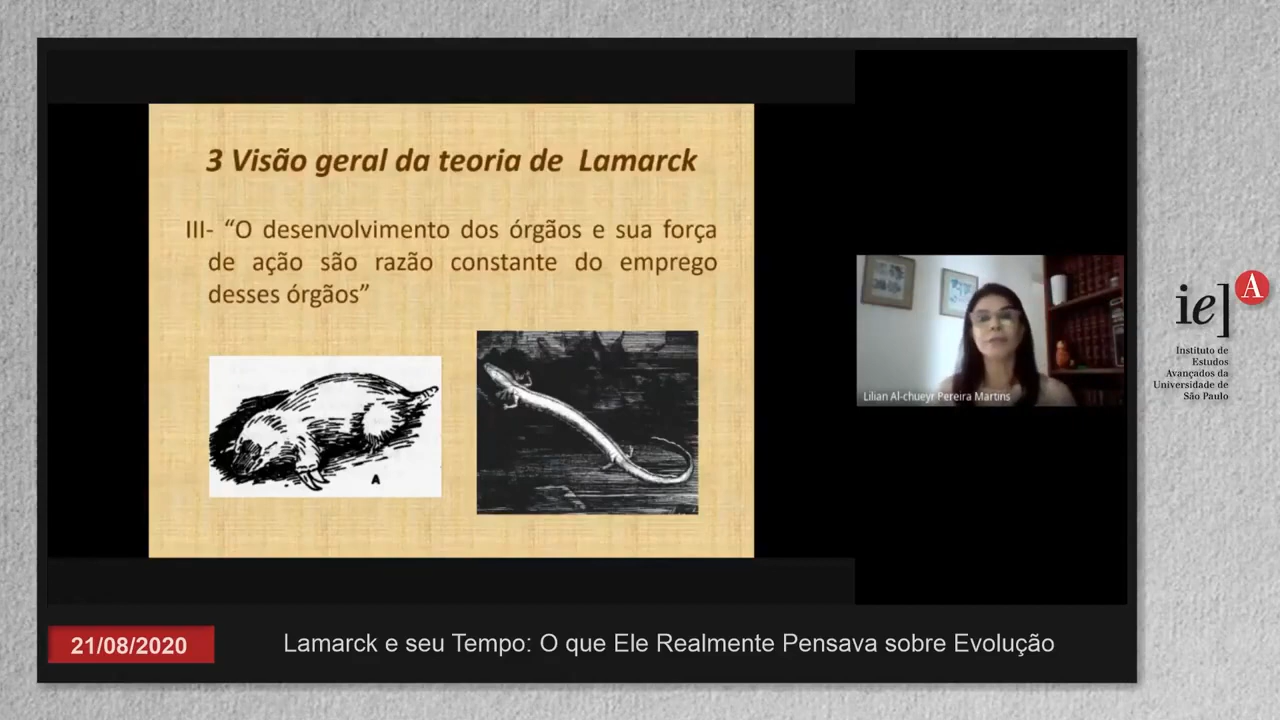 3 Visão geral da teoria de Lamarck
III- “O desenvolvimento dos órgãos e sua força
de ação são razão constante do emprego
desses órgãos”
A
Lilian Al-chueyr Pereira Martins
ie] A
Instituto de
Estudos
Avançados da
Universidade de
São Paulo
21/08/2020
Lamarck e seu Tempo: O que Ele Realmente Pensava sobre Evolução